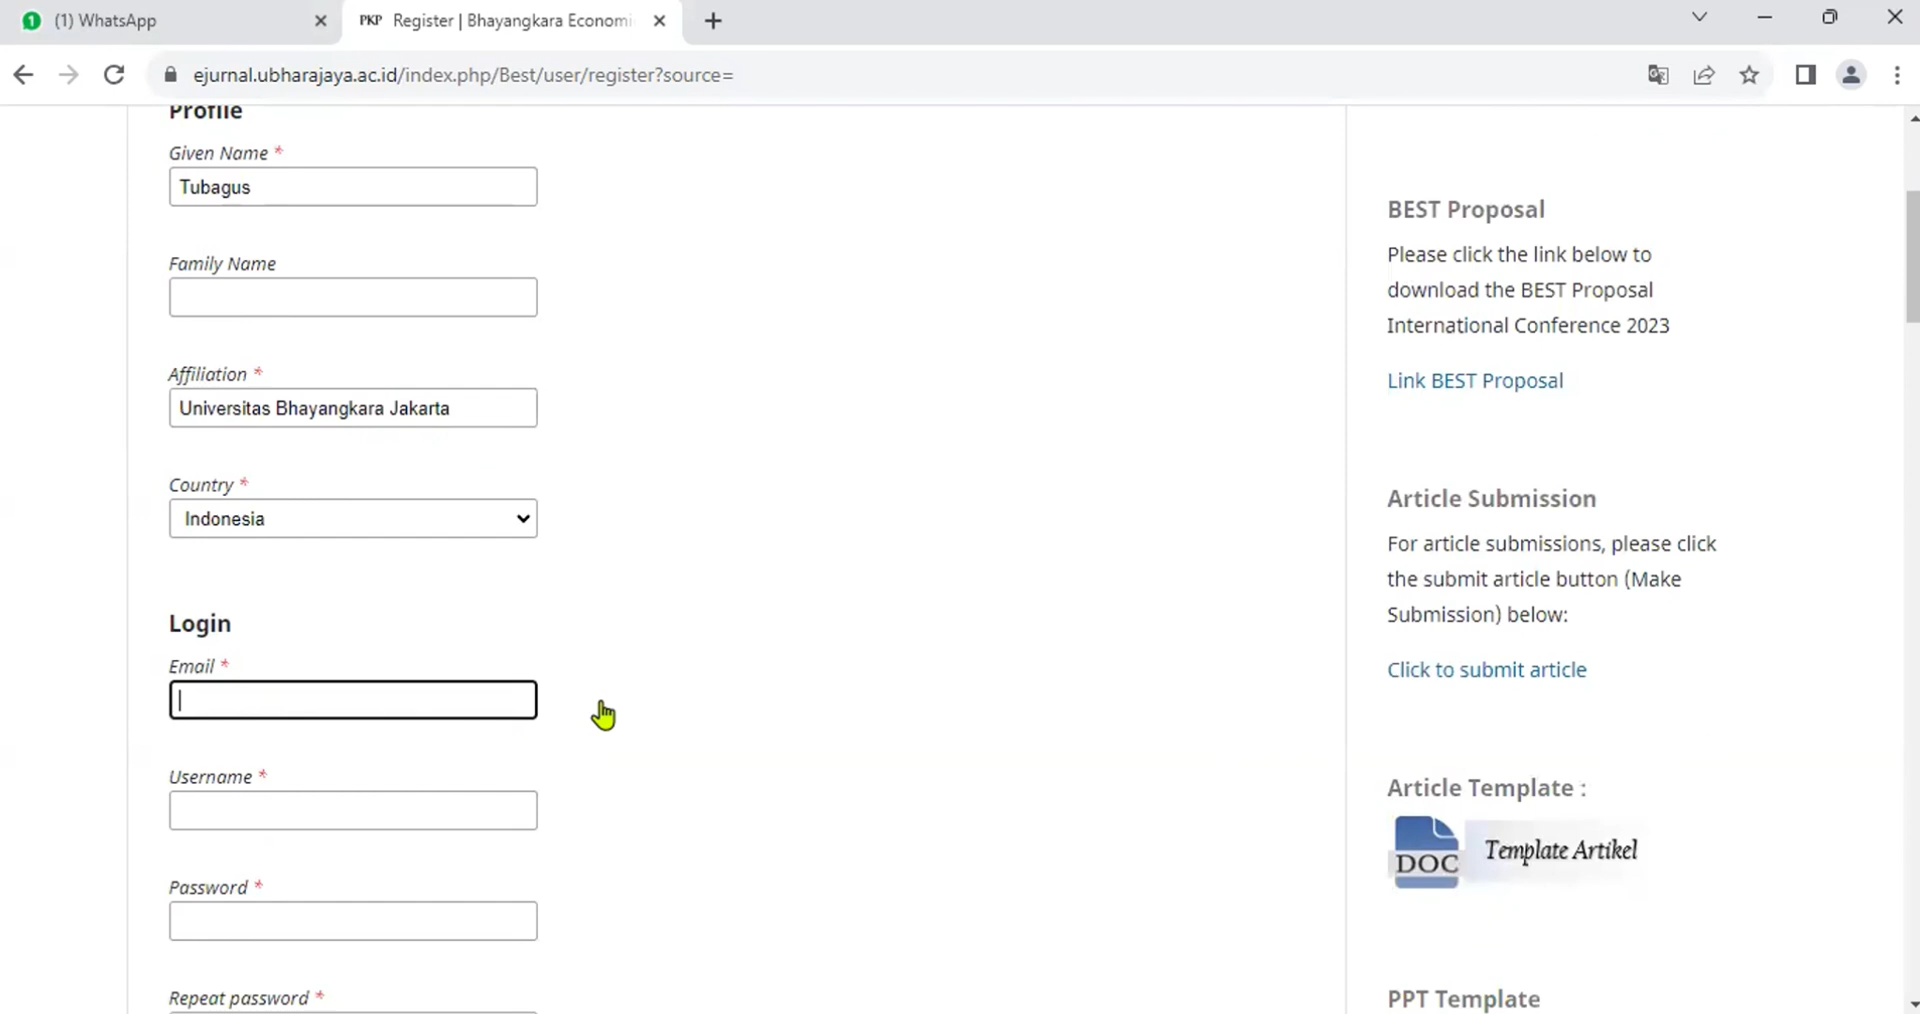 (1) WhatsApp
PKP Register | Bhayangkara Economi
ejurnal.ubharajaya.ac.id/index.php/Best/user/register?source=
Profile
Given Name *
Tubagus
Family Name
Affiliation *
Universitas Bhayangkara Jakarta
Country *
Indonesia
Login
Email *
Username *
Password *
Repeat password *
BEST Proposal
Please click the link below to
download the BEST Proposal
International Conference 2023
Link BEST Proposal
Article Submission
For article submissions, please click
the submit article button (Make
Submission) below:
Click to submit article
Article Template :
DOC Template Artikel
PPT Template